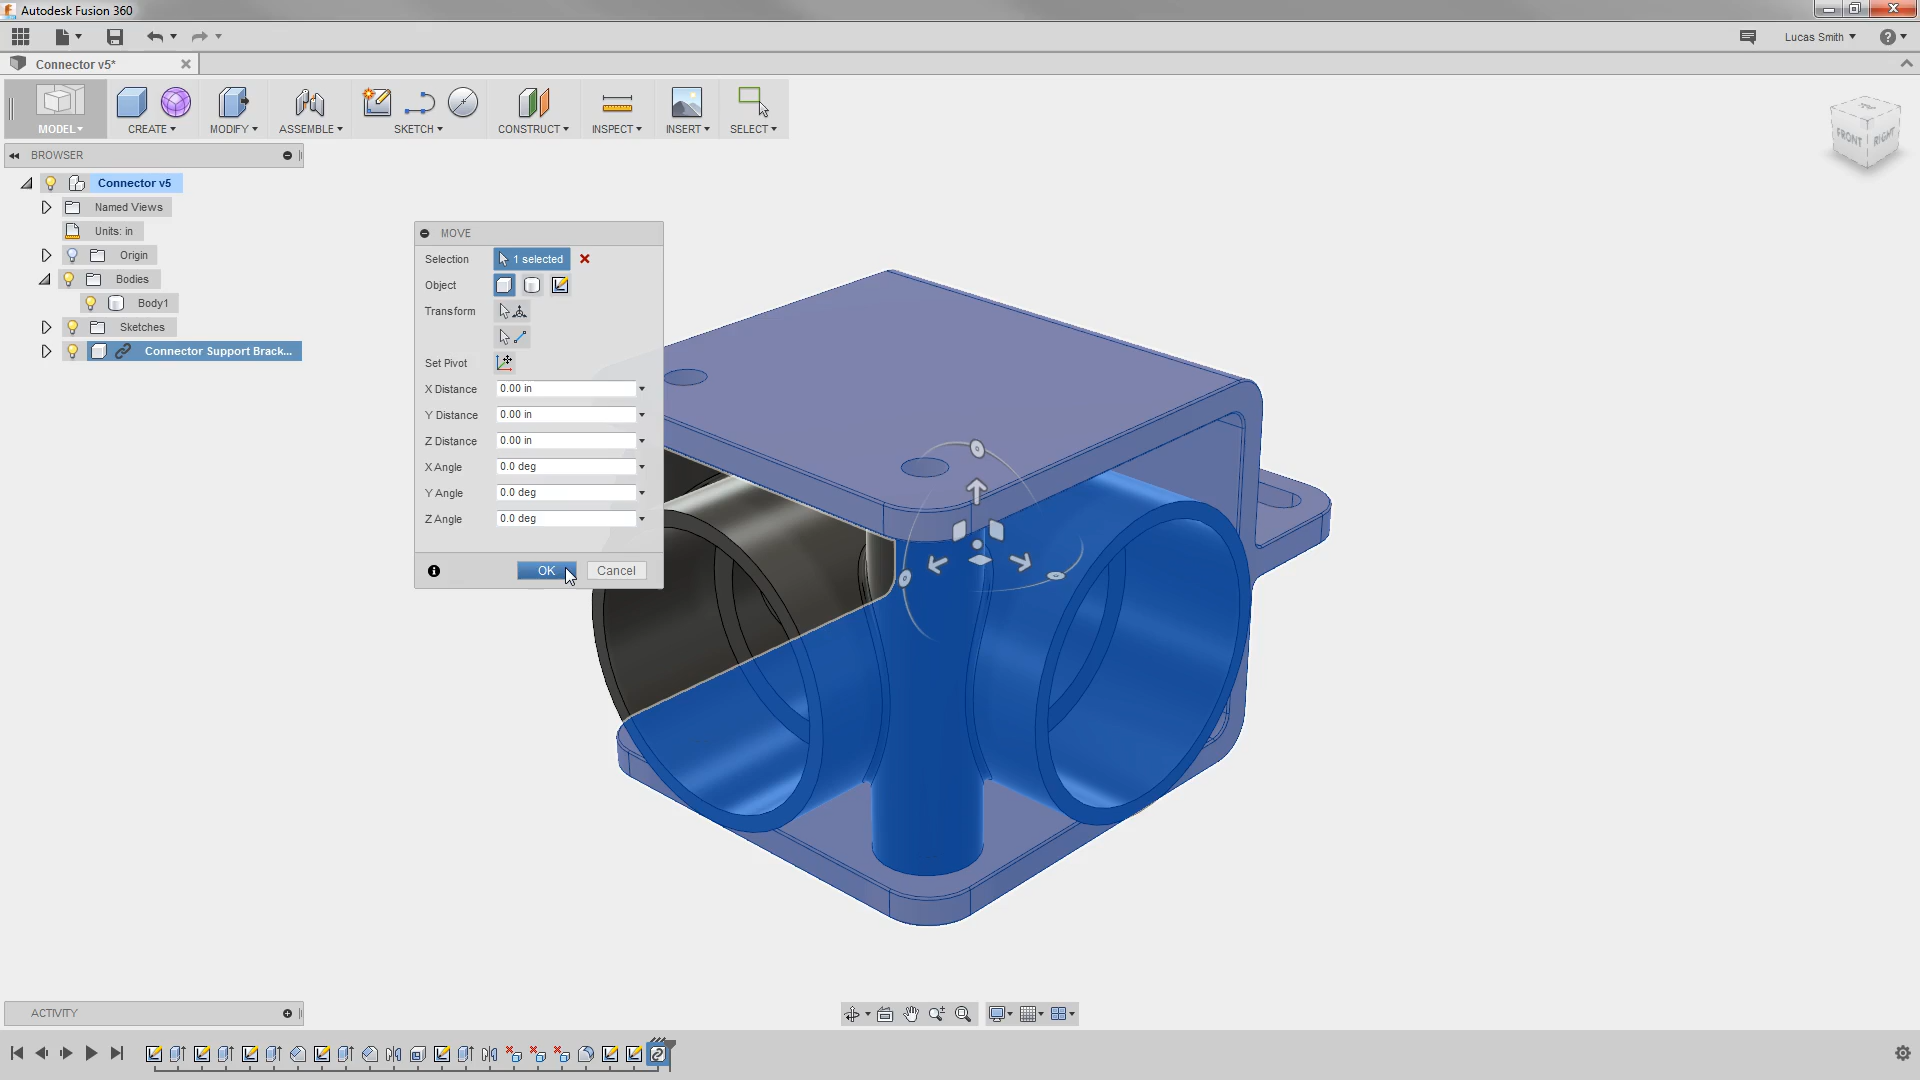 Autodesk Fusion 360
Lucas Smith
Connector v5*
MODEL
CREATE
MODIFY
ASSEMBLE
SKETCH
CONSTRUCT
INSPECT
INSERT
SELECT
FRONT
RIGHT
BROWSER
Connector v5
Named Views
Units: in
Origin
Bodies
Body1
Sketches
Connector Support Brack...
MOVE
Selection 1 selected
Object
Transform
Set Pivot
X Distance 0.00 in
Y Distance 0.00 in
Z Distance 0.00 in
X Angle 0.0 deg
Y Angle 0.0 deg
Z Angle 0.0 deg
OK Cancel
ACTIVITY